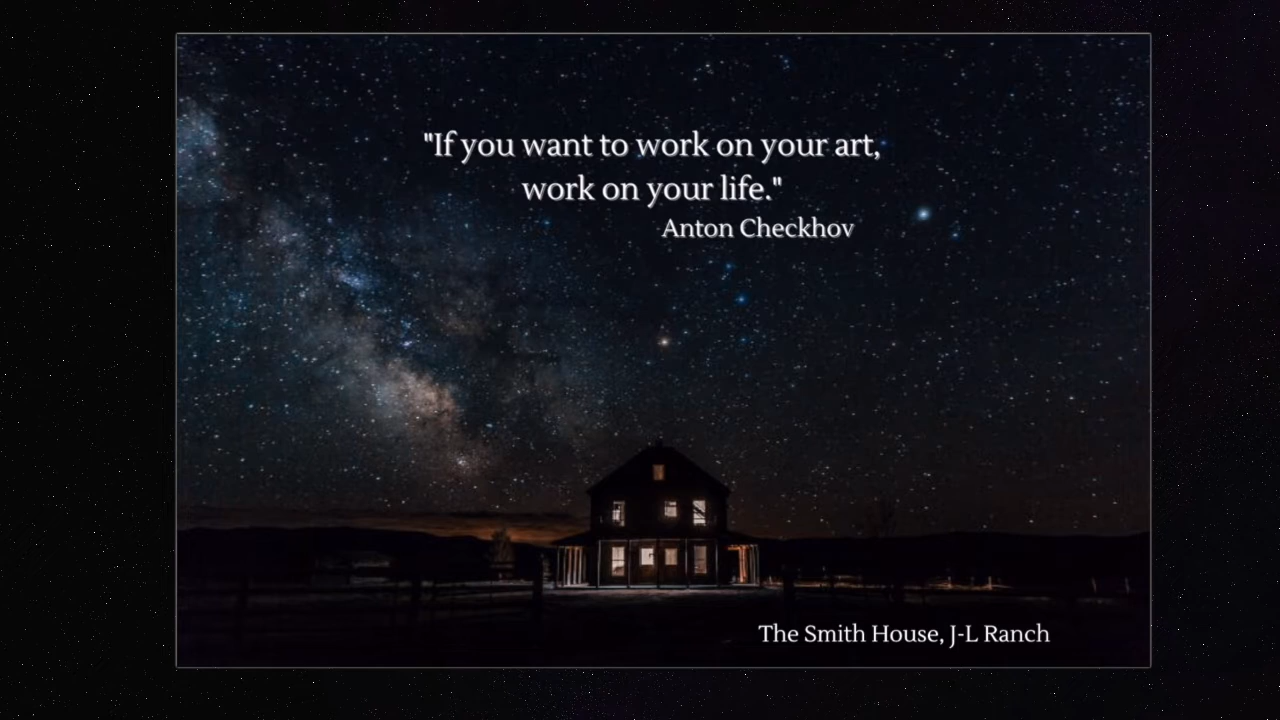 "If you want to work on your art,
work on your life."
Anton Checkhov
The Smith House, J-L Ranch